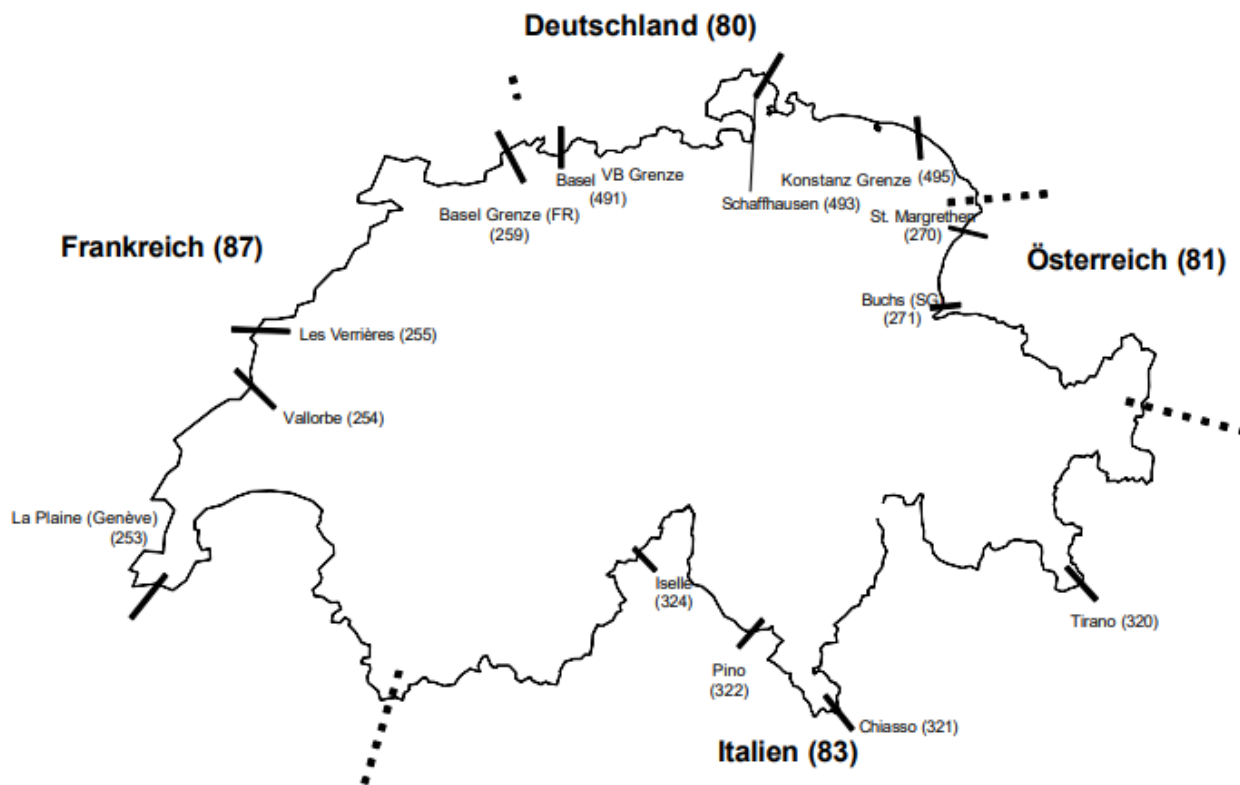 Deutschland (80)
Basel VB Grenze
(491)
Konstanz Grenze (495)
Schaffhausen (493)
Basel Grenze (FR)
(259)
St. Margrethen
(270)
Frankreich (87)
Österreich (81)
Buchs (SG)
(271)
Les Verrières (255)
Vallorbe (254)
La Plaine (Genève)
(253)
Iselle
(324)
Tirano (320)
Pino
(322)
Chiasso (321)
Italien (83)